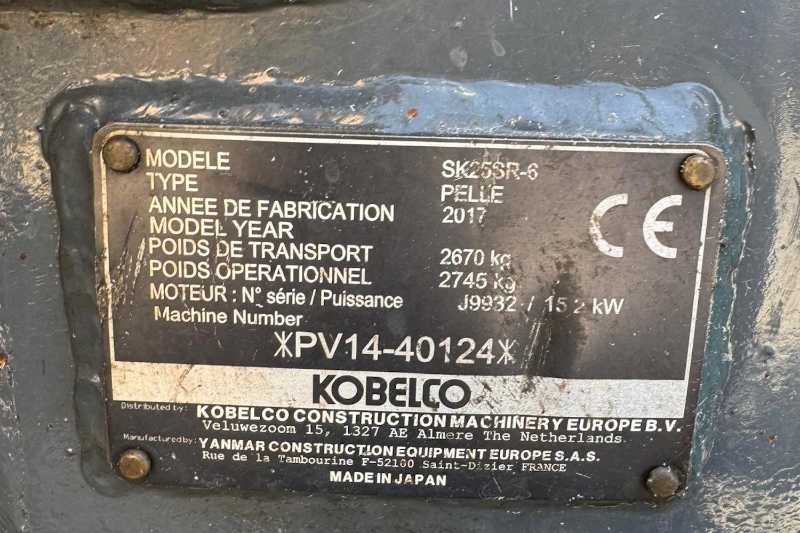 MODELE SK25SR-6
TYPE PELLE
ANNEE DE FABRICATION 2017
MODEL YEAR
POIDS DE TRANSPORT 2670 kg
POIDS OPERATIONNEL 2745 kg
MOTEUR : N° série / Puissance J9932 / 15.2 kW
Machine Number
*PV14-40124*
CE
KOBELCO
Distributed by: KOBELCO CONSTRUCTION MACHINERY EUROPE B.V.
Veluwezoom 15, 1327 AE Almere The Netherlands
Manufactured by: YANMAR CONSTRUCTION EQUIPMENT EUROPE S.A.S.
Rue de la Tambourine F-52100 Saint-Dizier FRANCE
MADE IN JAPAN